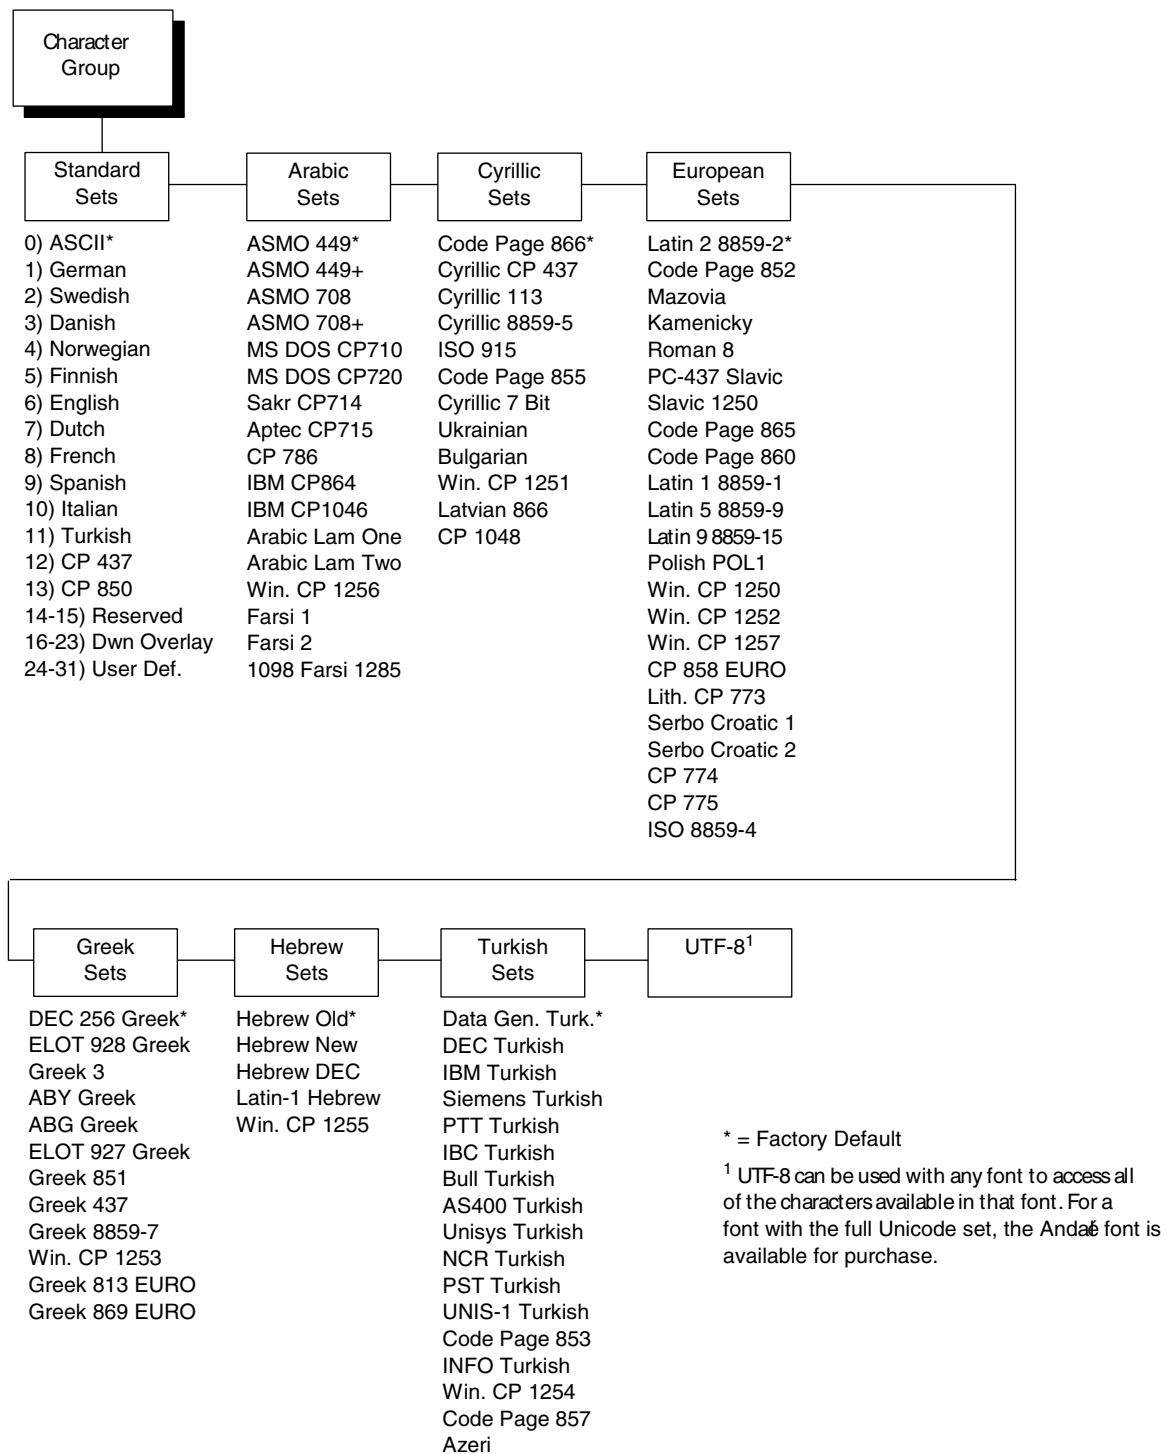 Character
Group
Standard
Sets
0) ASCII*
1) German
2) Swedish
3) Danish
4) Norwegian
5) Finnish
6) English
7) Dutch
8) French
9) Spanish
10) Italian
11) Turkish
12) CP 437
13) CP 850
14-15) Reserved
16-23) Dwn Overlay
24-31) User Def.
Arabic
Sets
ASMO 449*
ASMO 449+
ASMO 708
ASMO 708+
MS DOS CP710
MS DOS CP720
Sakr CP714
Aptec CP715
CP 786
IBM CP864
IBM CP1046
Arabic Lam One
Arabic Lam Two
Win. CP 1256
Farsi 1
Farsi 2
1098 Farsi 1285
Cyrillic
Sets
Code Page 866*
Cyrillic CP 437
Cyrillic 113
Cyrillic 8859-5
ISO 915
Code Page 855
Cyrillic 7 Bit
Ukrainian
Bulgarian
Win. CP 1251
Latvian 866
CP 1048
European
Sets
Latin 2 8859-2*
Code Page 852
Mazovia
Kamenicky
Roman 8
PC-437 Slavic
Slavic 1250
Code Page 865
Code Page 860
Latin 1 8859-1
Latin 5 8859-9
Latin 9 8859-15
Polish POL1
Win. CP 1250
Win. CP 1252
Win. CP 1257
CP 858 EURO
Lith. CP 773
Serbo Croatic 1
Serbo Croatic 2
CP 774
CP 775
ISO 8859-4
Greek
Sets
DEC 256 Greek*
ELOT 928 Greek
Greek 3
ABY Greek
ABG Greek
ELOT 927 Greek
Greek 851
Greek 437
Greek 8859-7
Win. CP 1253
Greek 813 EURO
Greek 869 EURO
Hebrew
Sets
Hebrew Old*
Hebrew New
Hebrew DEC
Latin-1 Hebrew
Win. CP 1255
Turkish
Sets
Data Gen. Turk.*
DEC Turkish
IBM Turkish
Siemens Turkish
PTT Turkish
IBC Turkish
Bull Turkish
AS400 Turkish
Unisys Turkish
NCR Turkish
PST Turkish
UNIS-1 Turkish
Code Page 853
INFO Turkish
Win. CP 1254
Code Page 857
Azeri
UTF-8¹
* = Factory Default
¹ UTF-8 can be used with any font to access all
of the characters available in that font. For a
font with the full Unicode set, the font is
available for purchase.